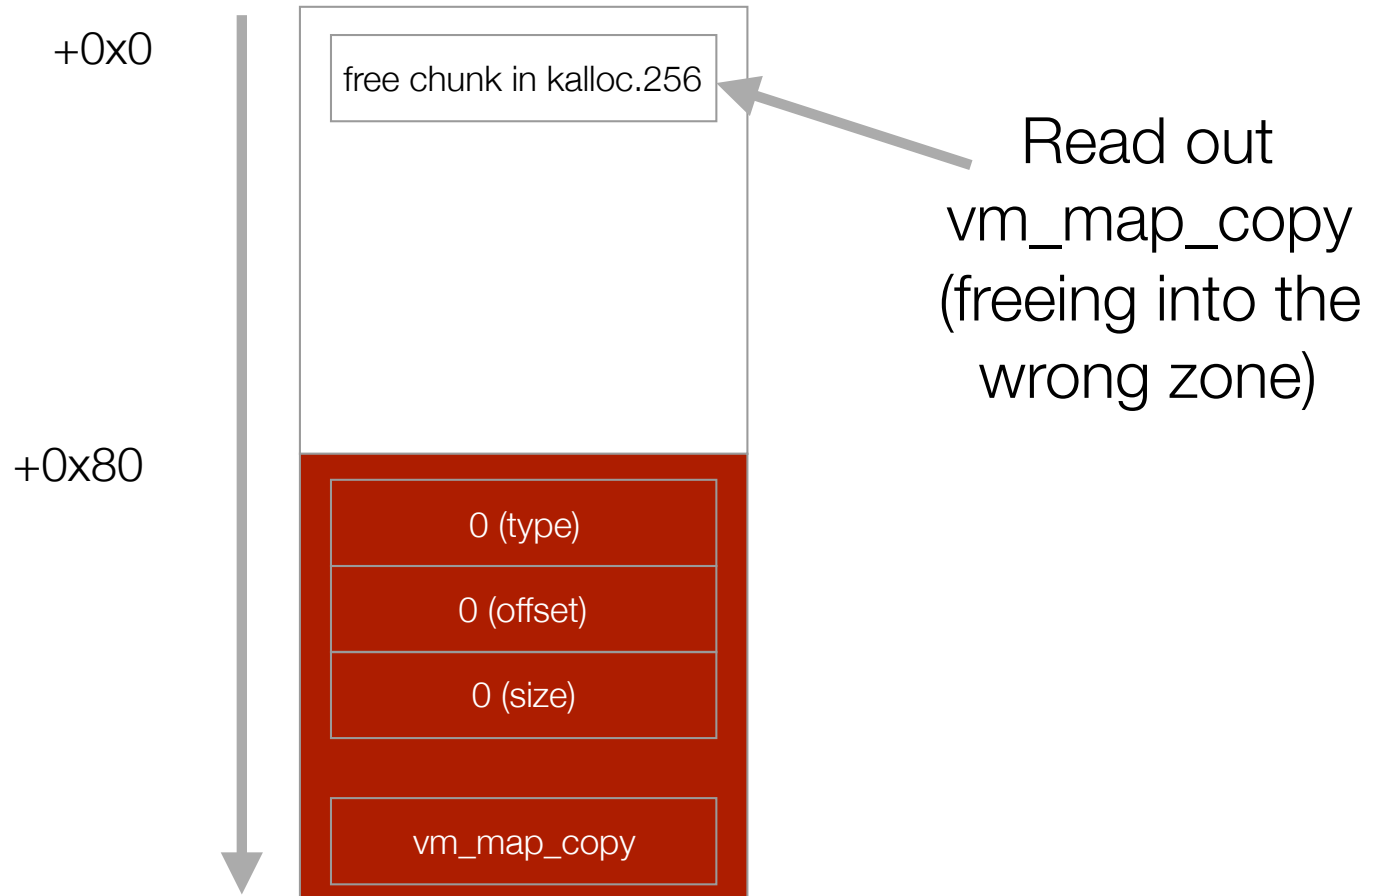 +0x0
free chunk in kalloc.256
Read out
vm_map_copy
(freeing into the
wrong zone)
+0x80
0 (type)
0 (offset)
0 (size)
vm_map_copy